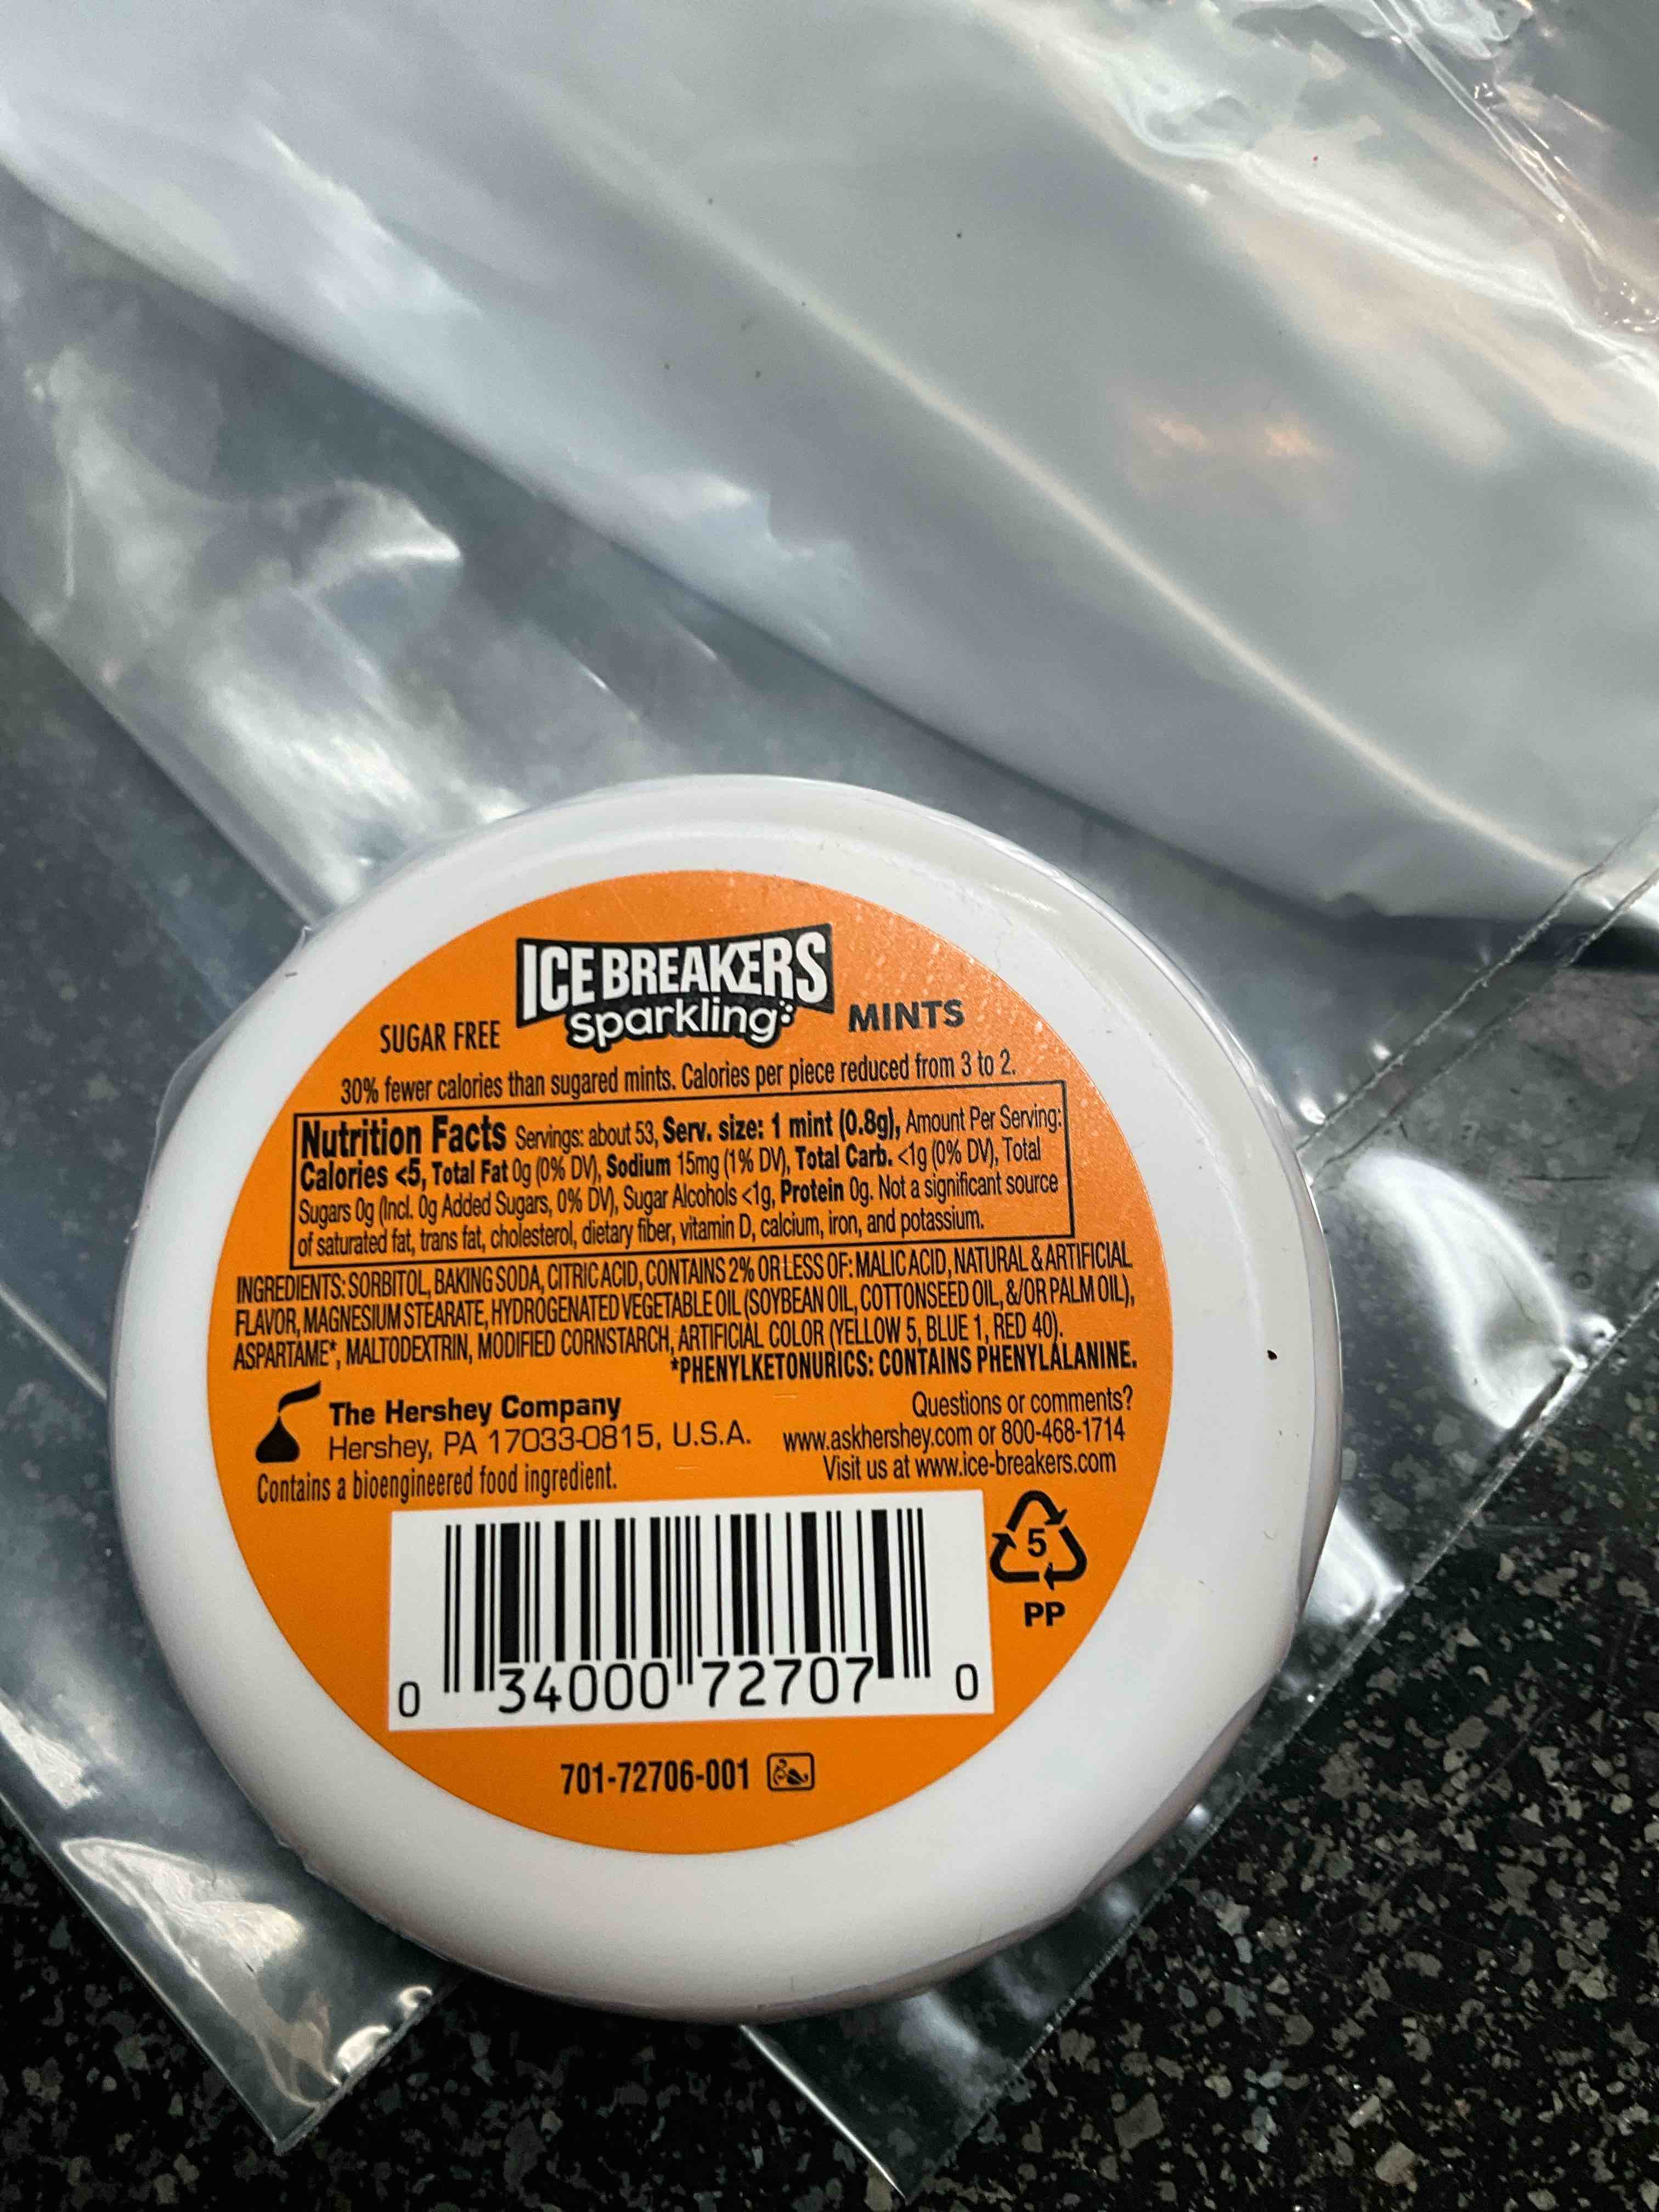 ICE BREAKERS
SUGAR FREE sparkling MINTS
30% fewer calories than sugared mints. Calories per piece reduced from 3 to 2.
Nutrition Facts Servings: about 53, Serv. size: 1 mint (0.8g), Amount Per Serving:
Calories <5, Total Fat 0g (0% DV), Sodium 15mg (1% DV), Total Carb. <1g (0% DV), Total
Sugars 0g (Incl. 0g Added Sugars, 0% DV), Sugar Alcohols <1g, Protein 0g. Not a significant source
of saturated fat, trans fat, cholesterol, dietary fiber, vitamin D, calcium, iron, and potassium.
INGREDIENTS: SORBITOL, BAKING SODA, CITRIC ACID, CONTAINS 2% OR LESS OF: MALIC ACID, NATURAL & ARTIFICIAL
FLAVOR, MAGNESIUM STEARATE, HYDROGENATED VEGETABLE OIL (SOYBEAN OIL, COTTONSEED OIL, &/OR PALM OIL),
ASPARTAME*, MALTODEXTRIN, MODIFIED CORNSTARCH, ARTIFICIAL COLOR (YELLOW 5, BLUE 1, RED 40).
*PHENYLKETONURICS: CONTAINS PHENYLALANINE.
The Hershey Company
Hershey, PA 17033-0815, U.S.A.
Contains a bioengineered food ingredient.
Questions or comments?
www.askhershey.com or 800-468-1714
Visit us at www.ice-breakers.com
5
PP
0 34000 72707 0
701-72706-001